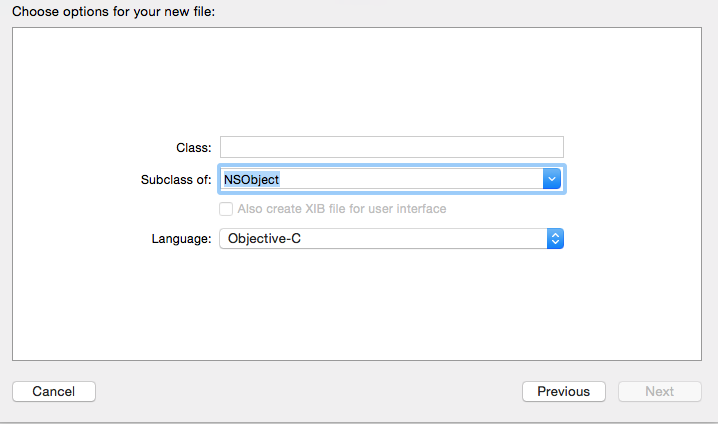 Choose options for your new file:
Class:
Subclass of: NSObject
Also create XIB file for user interface
Language: Objective-C
Cancel Previous Next